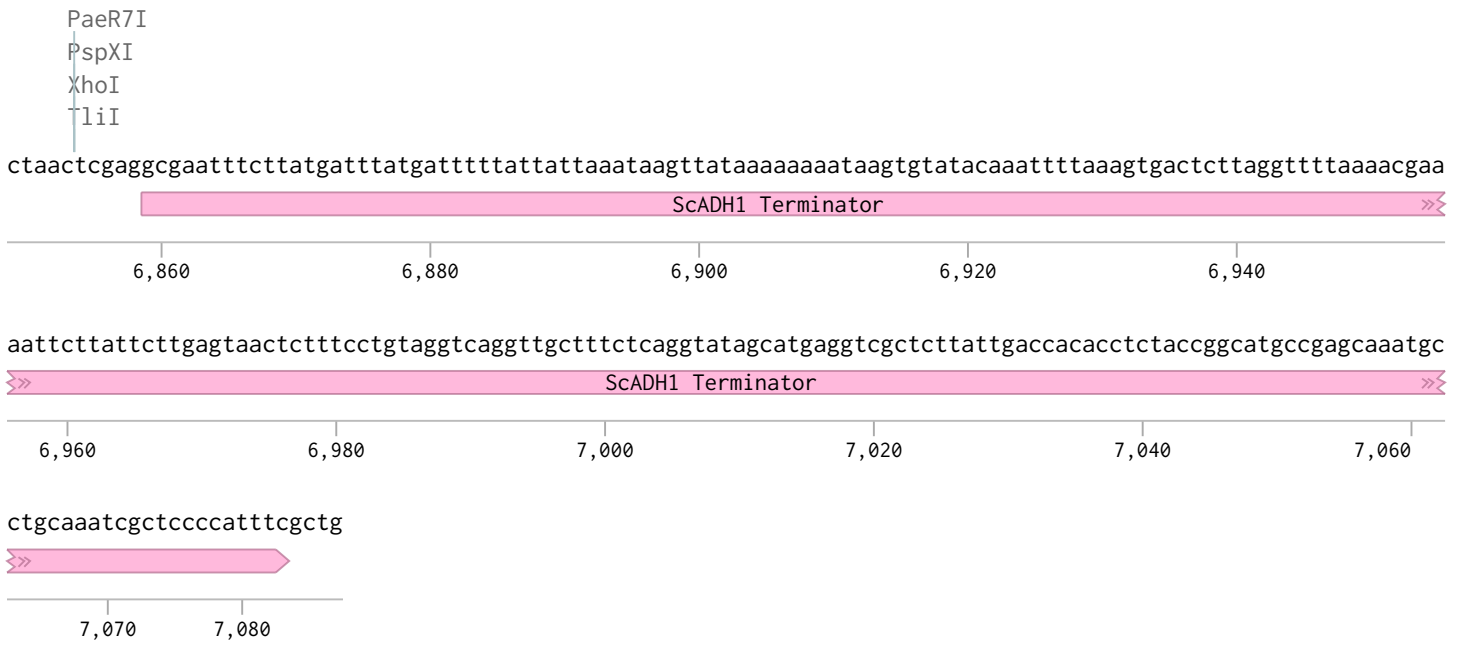 PaeR7I
PspXI
XhoI
TliI
ctaactcgaggcgaatttcttatgatttatgatttttattattaaataagttataaaaaaaataagtgtatacaaattttaaagtgactcttaggttttaaaacgaa
ScADH1 Terminator
6,860 6,880 6,900 6,920 6,940
aattcttattcttgagtaactctttcctgtaggtcaggttgctttctcaggtatagcatgaggtcgctcttattgaccacacctctaccggcatgccgagcaaatgc
ScADH1 Terminator
6,960 6,980 7,000 7,020 7,040 7,060
ctgcaaatcgctccccatttcgctg
7,070 7,080